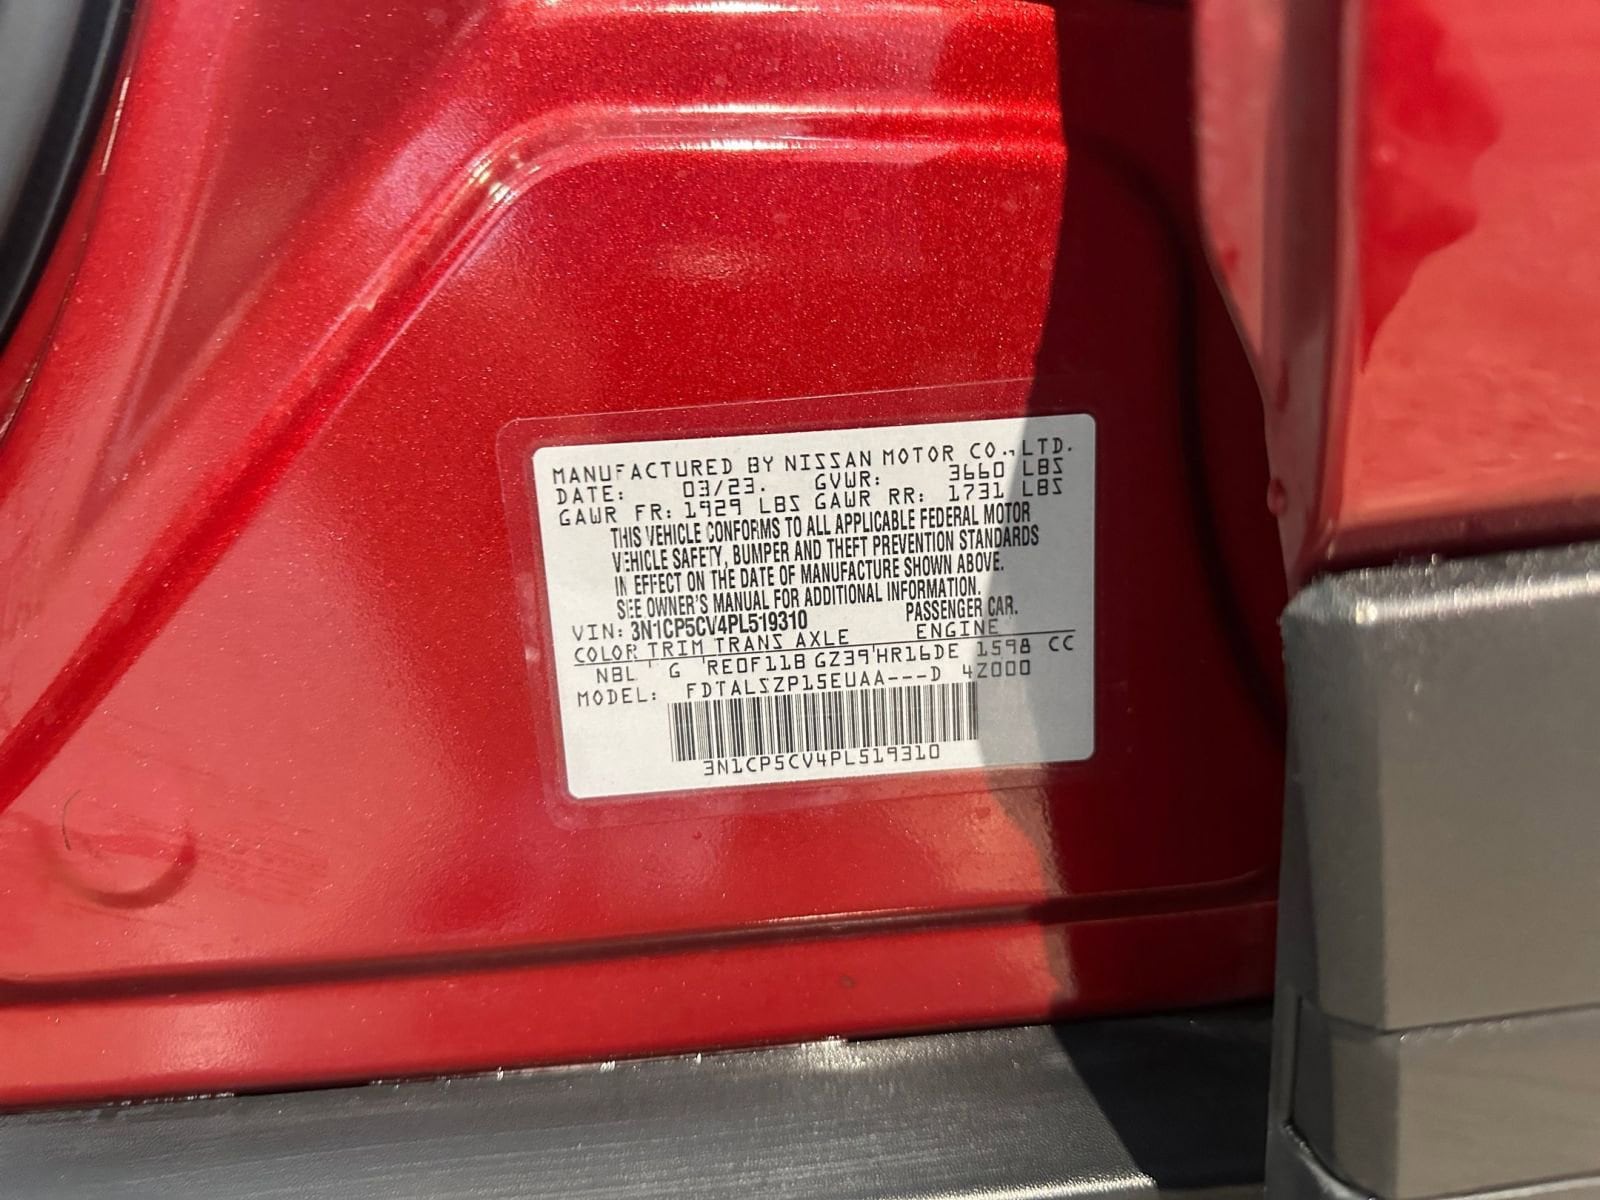 MANUFACTURED BY NISSAN MOTOR CO., LTD.
DATE: 03/23. GVWR: 3660 LBS
GAWR FR: 1929 LBS GAWR RR: 1731 LBS
THIS VEHICLE CONFORMS TO ALL APPLICABLE FEDERAL MOTOR
VEHICLE SAFETY, BUMPER AND THEFT PREVENTION STANDARDS
IN EFFECT ON THE DATE OF MANUFACTURE SHOWN ABOVE.
SEE OWNER'S MANUAL FOR ADDITIONAL INFORMATION.
VIN: 3N1CP5CV4PL519310 PASSENGER CAR.
COLOR TRIM TRANS AXLE ENGINE
NBL G RE0F11B GZ39 HR16DE 1598 CC
MODEL: FDTALSZP15EUAA---D 4Z000
3N1CP5CV4PL519310